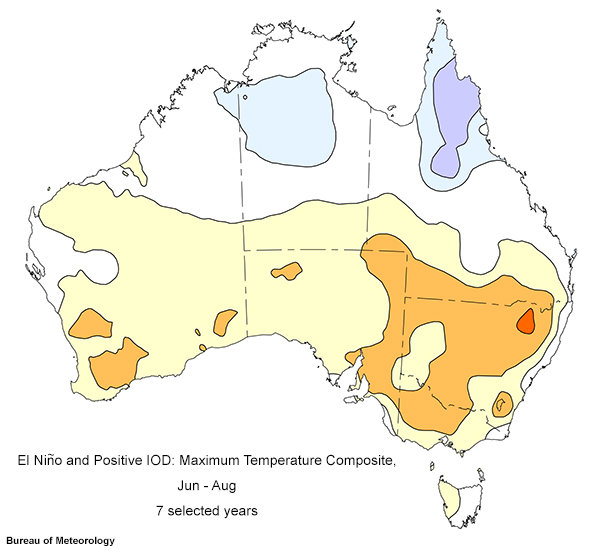 El Niño and Positive IOD: Maximum Temperature Composite,
Jun - Aug
7 selected years
Bureau of Meteorology